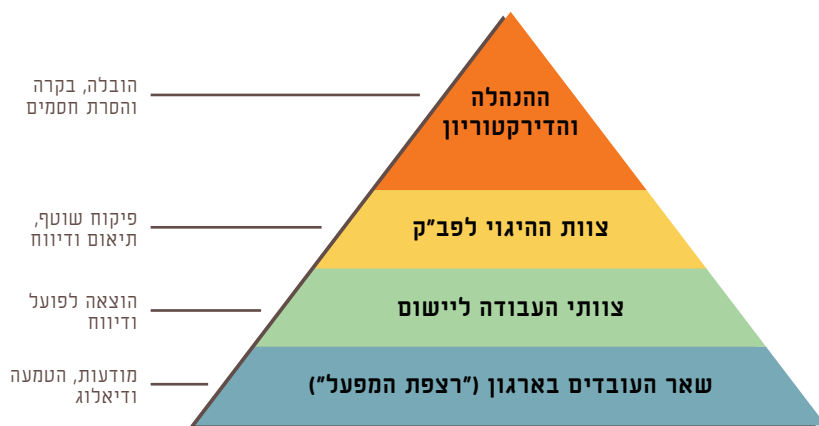 ההנהלה
והדירקטוריון
הובלה, בקרה
והסרת חסמים
צוות ההיגוי לפב"ק
פיקוח שוטף,
תיאום ודיווח
צוותי העבודה ליישום
הוצאה לפועל
ודיווח
שאר העובדים בארגון ("רצפת המפעל")
מודעות, הטמעה
ודיאלוג